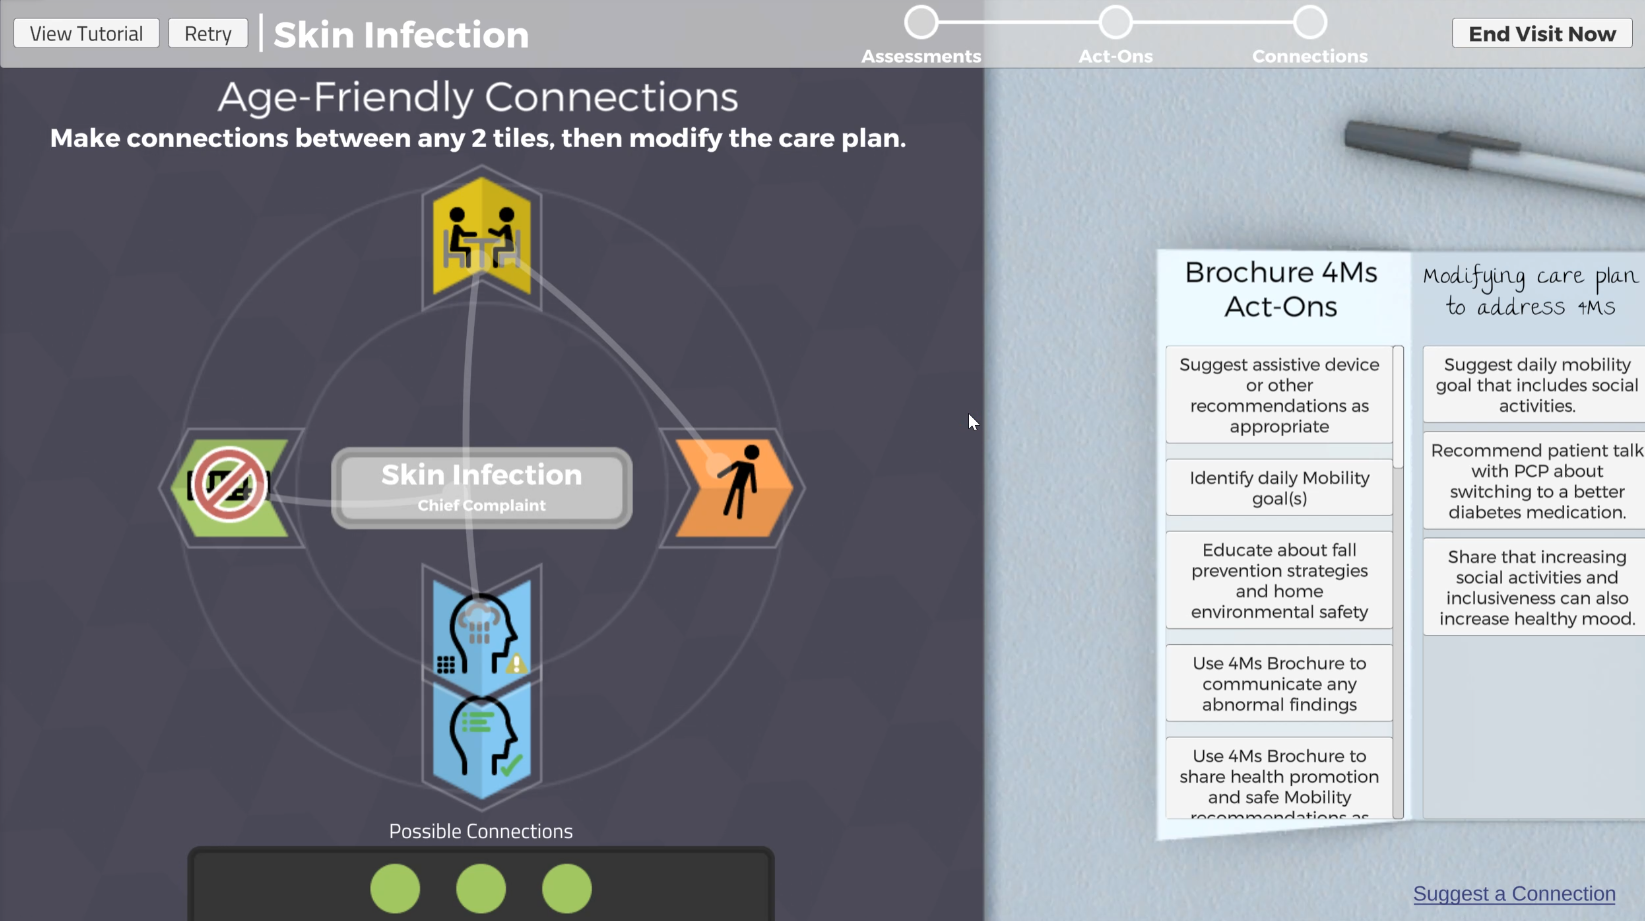 View Tutorial
Retry
Skin Infection
Assessments
Act-Ons
Connections
End Visit Now
Age-Friendly Connections
Make connections between any 2 tiles, then modify the care plan.
Skin Infection
Chief Complaint
Possible Connections
Brochure 4Ms
Act-Ons
Suggest assistive device
or other
recommendations as
appropriate
Identify daily Mobility
goal(s)
Educate about fall
prevention strategies
and home
environmental safety
Use 4Ms Brochure to
communicate any
abnormal findings
Use 4Ms Brochure to
share health promotion
and safe Mobility
recommendations as
Modifying care plan
to address 4Ms
Suggest daily mobility
goal that includes social
activities.
Recommend patient talk
with PCP about
switching to a better
diabetes medication.
Share that increasing
social activities and
inclusiveness can also
increase healthy mood.
Suggest a Connection